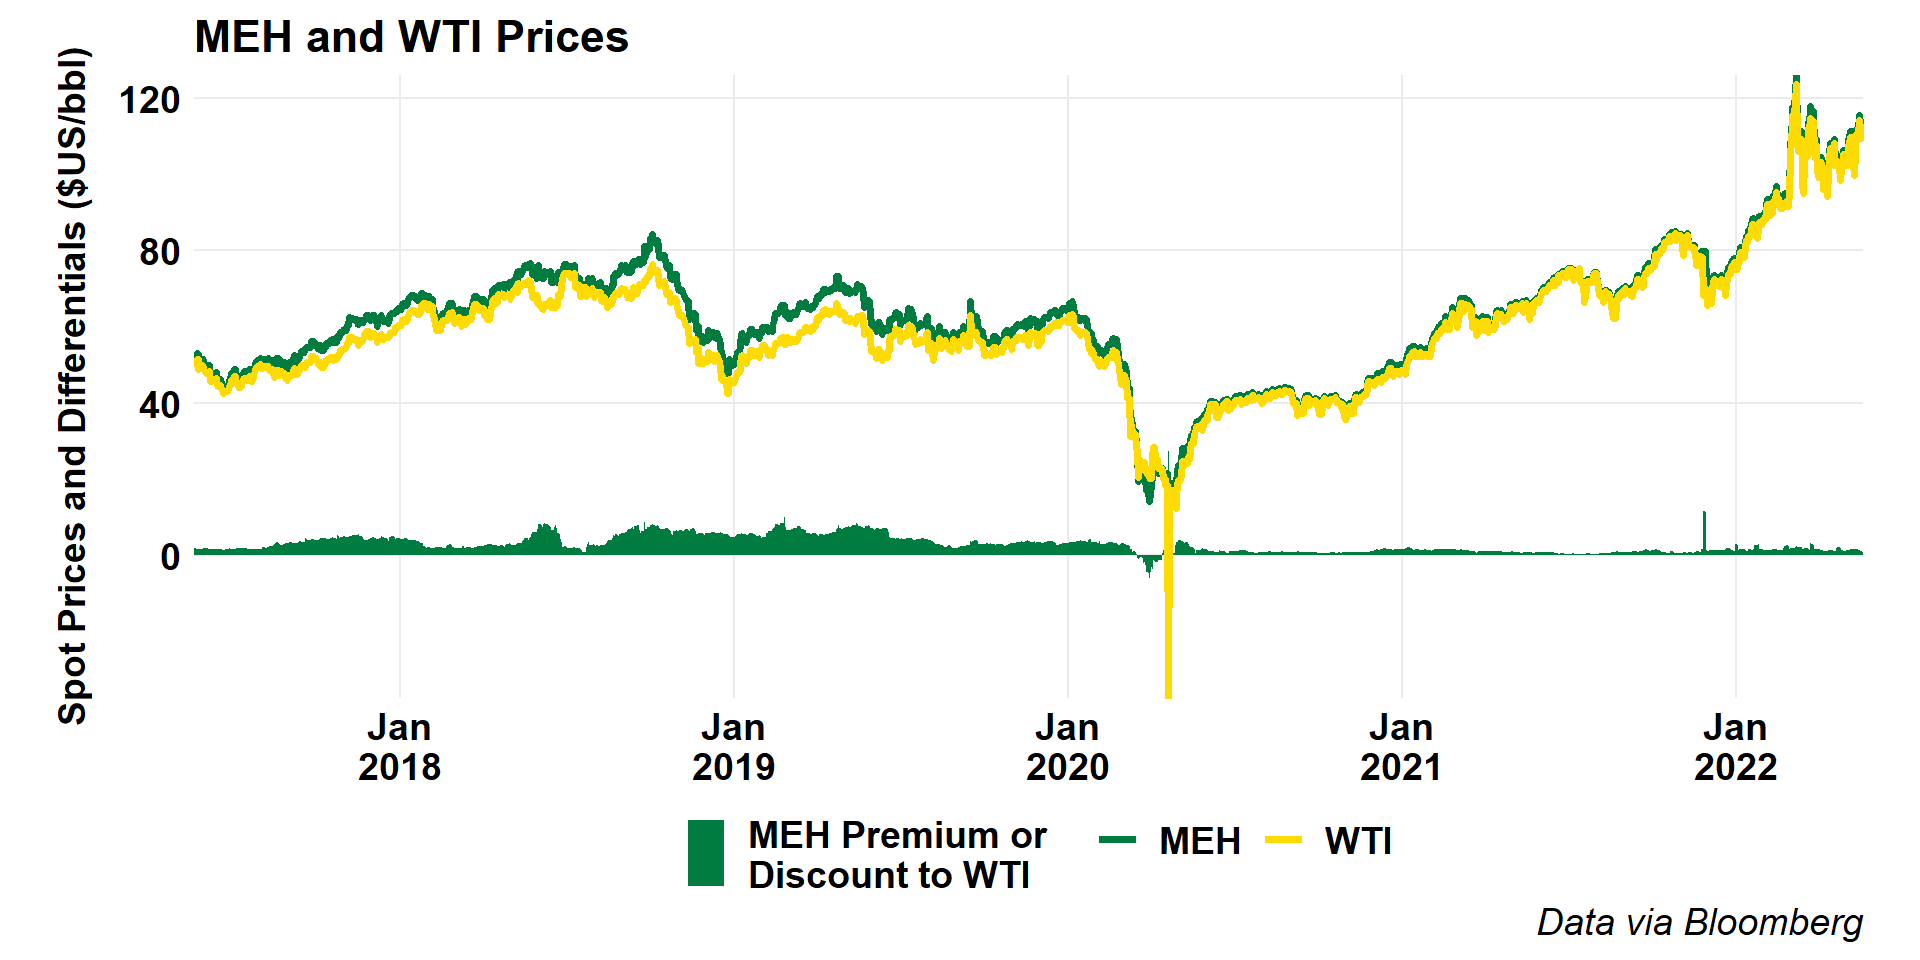 MEH and WTI Prices
Spot Prices and Differentials ($US/bbl)
120
80
40
0
Jan
2018
Jan
2019
Jan
2020
Jan
2021
Jan
2022
MEH Premium or
Discount to WTI
MEH
WTI
Data via Bloomberg